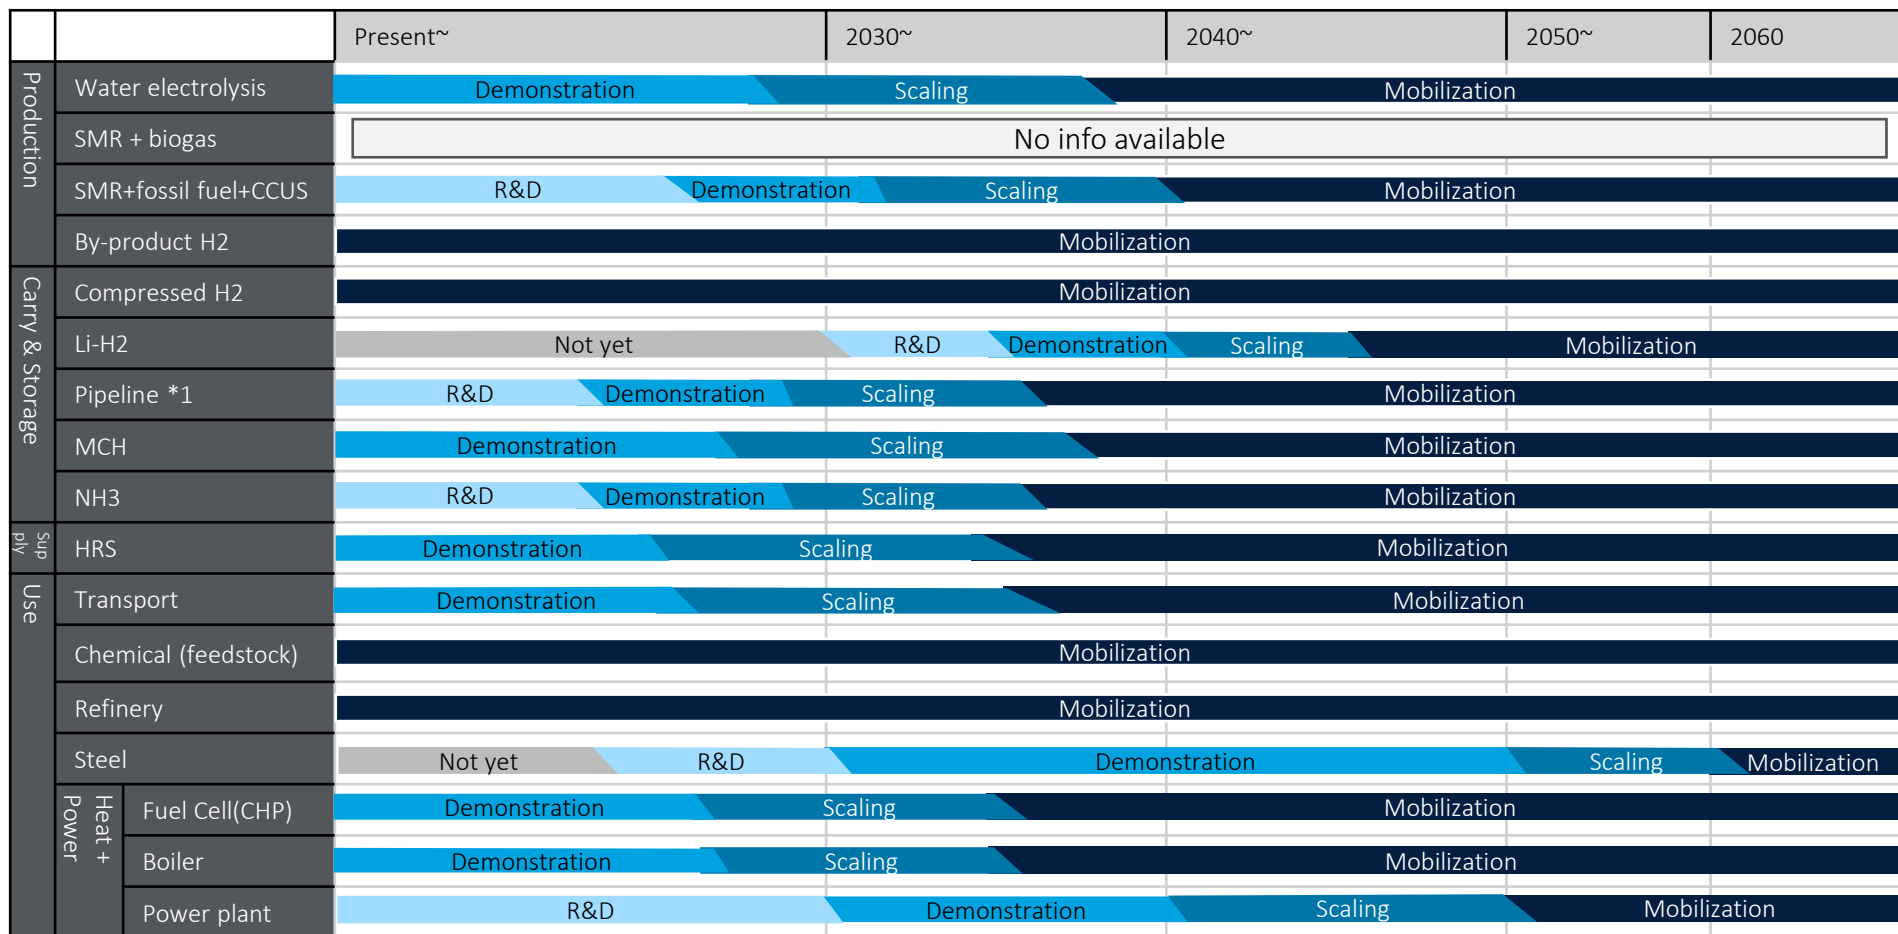 Present~ 2030~ 2040~ 2050~ 2060
Production
Water electrolysis Demonstration Scaling Mobilization
SMR + biogas No info available
SMR+fossil fuel+CCUS R&D Demonstration Scaling Mobilization
By-product H2 Mobilization
Carry & Storage
Compressed H2 Mobilization
Li-H2 Not yet R&D Demonstration Scaling Mobilization
Pipeline *1 R&D Demonstration Scaling Mobilization
MCH Demonstration Scaling Mobilization
NH3 R&D Demonstration Scaling Mobilization
Sup
ply
HRS Demonstration Scaling Mobilization
Use
Transport Demonstration Scaling Mobilization
Chemical (feedstock) Mobilization
Refinery Mobilization
Steel Not yet R&D Demonstration Scaling Mobilization
Heat +
Power
Fuel Cell(CHP) Demonstration Scaling Mobilization
Boiler Demonstration Scaling Mobilization
Power plant R&D Demonstration Scaling Mobilization